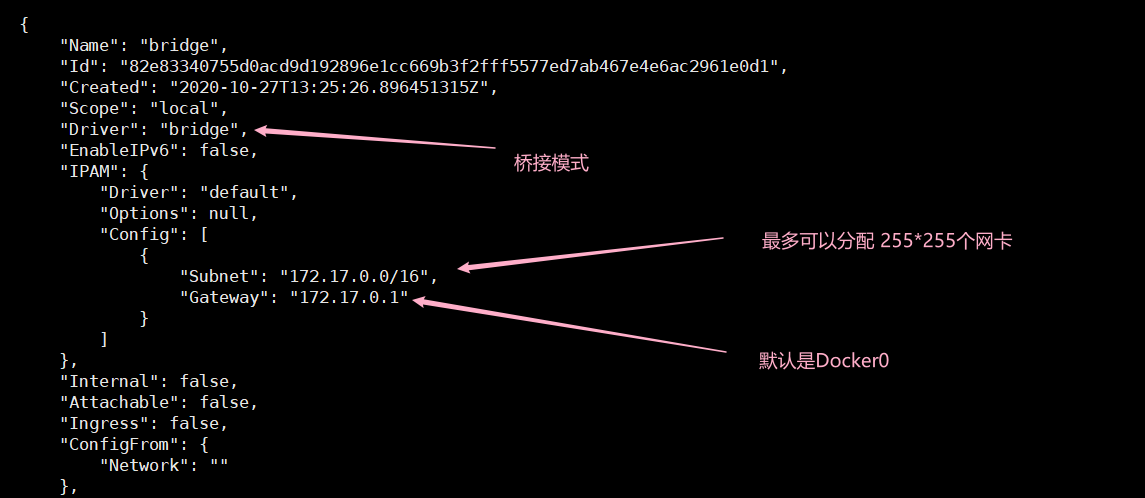 {
"Name": "bridge",
"Id": "82e83340755d0acd9d192896e1cc669b3f2fff5577ed7ab467e4e6ac2961e0d1",
"Created": "2020-10-27T13:25:26.896451315Z",
"Scope": "local",
"Driver": "bridge",
"EnableIPv6": false,
桥接模式
"IPAM": {
"Driver": "default",
"Options": null,
"Config": [
最多可以分配 255*255个网卡
{
"Subnet": "172.17.0.0/16",
"Gateway": "172.17.0.1"
}
]
},
默认是Docker0
"Internal": false,
"Attachable": false,
"Ingress": false,
"ConfigFrom": {
"Network": ""
},